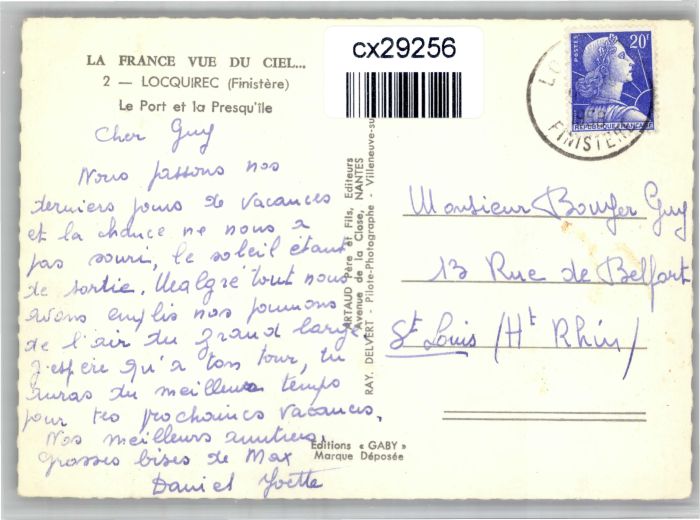 cx29256
LA FRANCE VUE DU CIEL...
2 — LOCQUIREC (Finistère)
Le Port et la Presqu'île
Cher Guy
Nous passons nos
derniers jours de vacances
et la chance ne nous a
pas souri, le soleil étant
de sortie. Malgré tout nous
avons emplis nos poumons
de l'air du grand large,
J'espère qu'a ton tour, tu
auras du meilleur temps
pour tes prochaines vacances.
Nos meilleurs amitiés,
grosses bises de Max
Daniel Yvette
ARTAUD Père et Fils, Editeurs
Avenue de la Close, NANTES
RAY. DELVERT - Pilote-Photographe - Villeneuve-su
Editions « GABY »
Marque Déposée
POSTES
20F
REPUBLIQUE FRANÇAISE
FINISTER
Monsieur Bouger Guy
13 Rue de Belfort
St Louis (Ht Rhin)